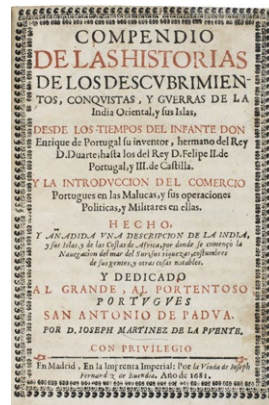 COMPENDIO
DE LAS HISTORIAS
DE LOS DESCVBRIMIEN-
TOS, CONQVISTAS, Y GVERRAS DE LA
India Oriental, y sus Islas,
DESDE LOS TIEMPOS DEL INFANTE DON
Enrique de Portugal su inventor, hermano del Rey
D. Duarte; hasta los del Rey D. Felipe II. de
Portugal, y III. de Castilla.
Y LA INTRODVCCION DEL COMERCIO
Portugues en las Malucas, y sus operaciones
Politicas, y Militares en ellas.
HECHO,
Y AÑADIDA VNA DESCRIPCION DE LA INDIA,
y sus Islas, y de las Costas de Africa, por donde se començò la
Navegacion del mar del Sur; sus riquezas, costumbres
de sus gentes, y otras cosas notables.
Y DEDICADO
AL GRANDE, AL PORTENTOSO
PORTVGVES
SAN ANTONIO DE PADVA.
POR D. IOSEPH MARTINEZ DE LA PVENTE.
CON PRIVILEGIO
En Madrid, En la Imprenta Imperial: Por la Viuda de Ioseph
Fernandez de Buendia, Año de 1681.